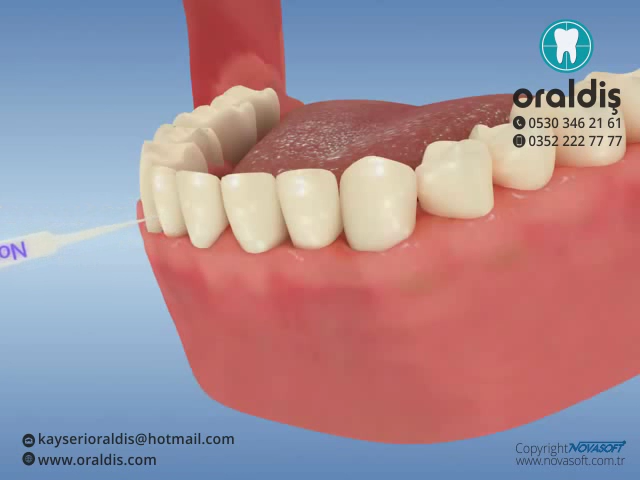 oraldiş
0530 346 21 61
0352 222 77 77
No
kayserioraldis@hotmail.com
www.oraldis.com
Copyright NOVASOFT
www.novasoft.com.tr